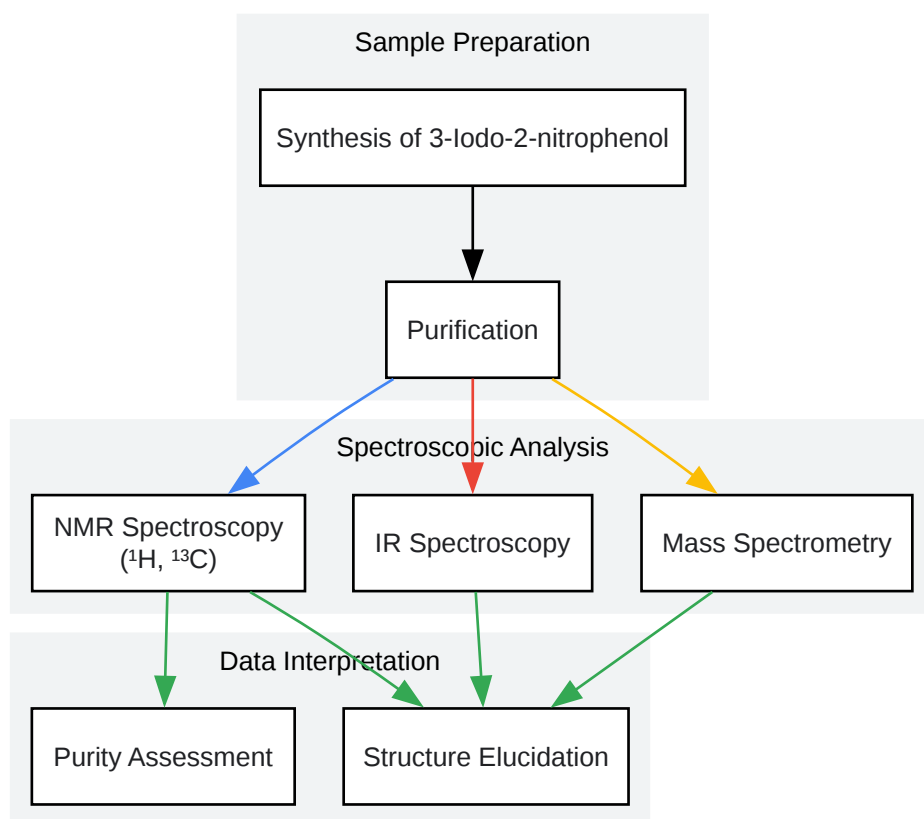 Sample Preparation
Synthesis of 3-Iodo-2-nitrophenol
Purification
Spectroscopic Analysis
NMR Spectroscopy
(¹H, ¹³C)
IR Spectroscopy
Mass Spectrometry
Data Interpretation
Purity Assessment
Structure Elucidation